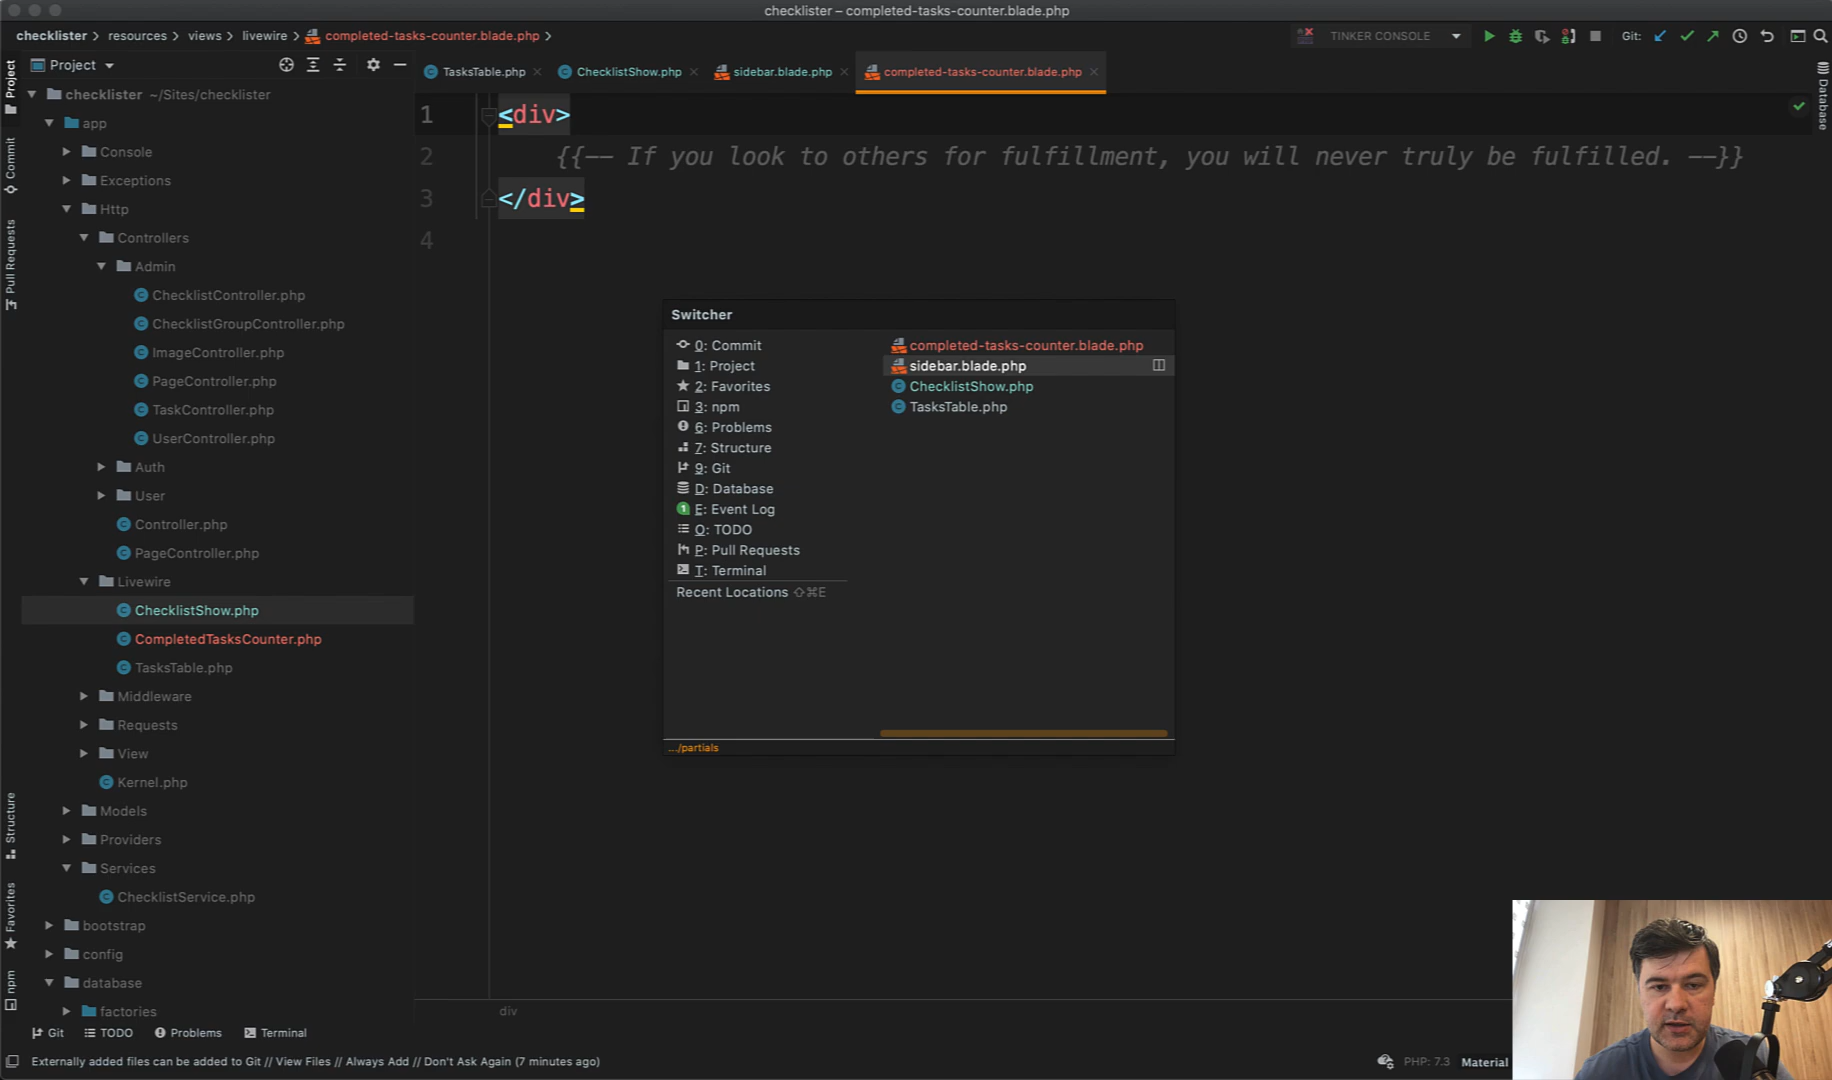 checklister – completed-tasks-counter.blade.php
checklister > resources > views > livewire > completed-tasks-counter.blade.php >
TINKER CONSOLE
Git:
Project
TasksTable.php
ChecklistShow.php
sidebar.blade.php
completed-tasks-counter.blade.php
Project
Commit
Pull Requests
Structure
Favorites
npm
Database
checklister ~/Sites/checklister
app
Console
Exceptions
Http
Controllers
Admin
ChecklistController.php
ChecklistGroupController.php
ImageController.php
PageController.php
TaskController.php
UserController.php
Auth
User
Controller.php
PageController.php
Livewire
ChecklistShow.php
CompletedTasksCounter.php
TasksTable.php
Middleware
Requests
View
Kernel.php
Models
Providers
Services
ChecklistService.php
bootstrap
config
database
factories
1 <div>
2 {{-- If you look to others for fulfillment, you will never truly be fulfilled. --}}
3 </div>
4
Switcher
0: Commit
1: Project
2: Favorites
3: npm
6: Problems
7: Structure
9: Git
D: Database
E: Event Log
O: TODO
P: Pull Requests
T: Terminal
Recent Locations ⇧⌘E
completed-tasks-counter.blade.php
sidebar.blade.php
ChecklistShow.php
TasksTable.php
.../partials
div
Git
TODO
Problems
Terminal
Externally added files can be added to Git // View Files // Always Add // Don't Ask Again (7 minutes ago)
PHP: 7.3
Material